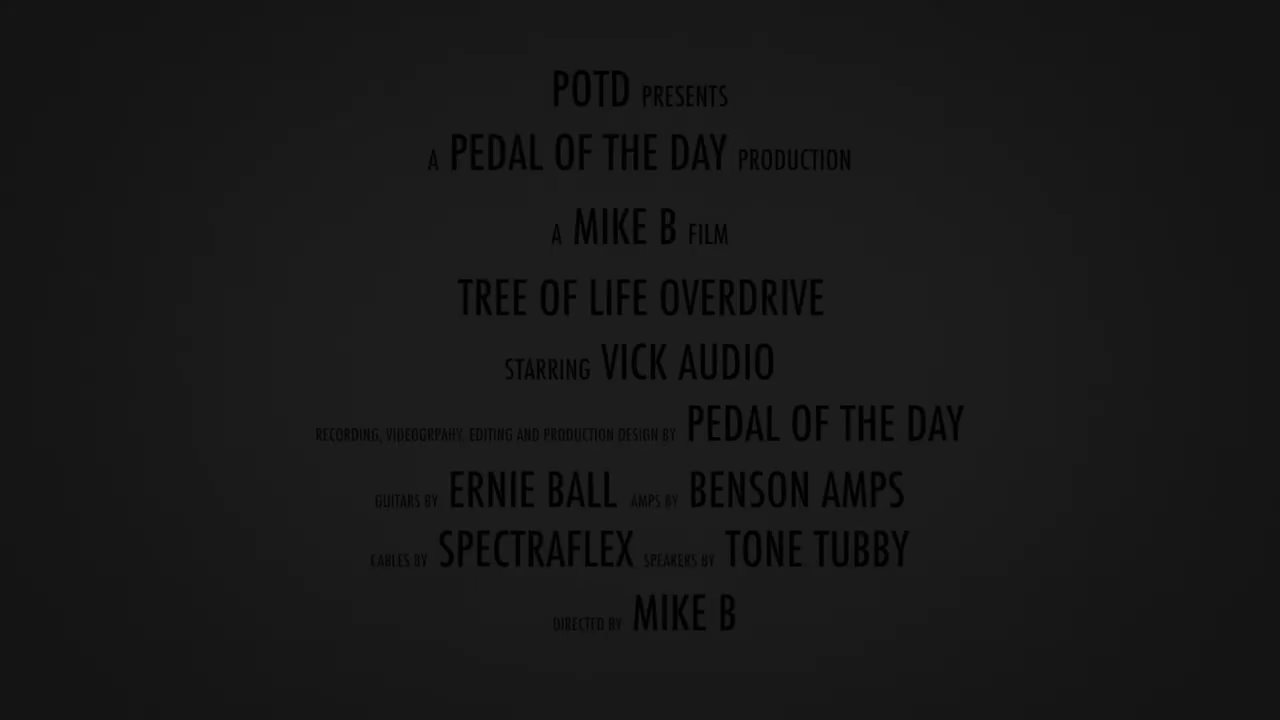 POTD PRESENTS
A PEDAL OF THE DAY PRODUCTION
A MIKE B FILM
TREE OF LIFE OVERDRIVE
STARRING VICK AUDIO
RECORDING, VIDEOGRPAHY, EDITING AND PRODUCTION DESIGN BY PEDAL OF THE DAY
GUITARS BY ERNIE BALL AMPS BY BENSON AMPS
CABLES BY SPECTRAFLEX SPEAKERS BY TONE TUBBY
DIRECTED BY MIKE B